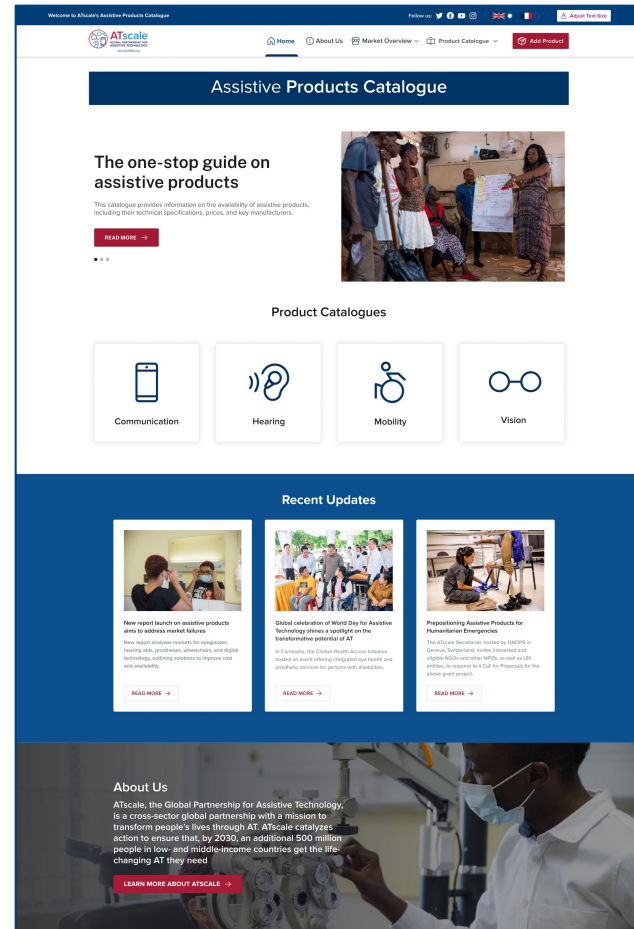 Welcome to ATscale's Assistive Products Catalogue
Follow us:
A Adjust Text Size
ATscale
GLOBAL PARTNERSHIP FOR
ASSISTIVE TECHNOLOGY
Home
About Us
Market Overview
Product Catalogue
Add Product
Assistive Products Catalogue
The one-stop guide on
assistive products
This catalogue provides information on the availability of assistive products,
including their technical specifications, prices, and key manufacturers.
READ MORE →
Product Catalogues
Communication
Hearing
Mobility
Vision
Recent Updates
New report launch on assistive products
aims to address market failures
New report analyses markets for eyeglasses,
hearing aids, prostheses, wheelchairs, and digital
technology, outlining solutions to improve cost
and availability.
READ MORE →
Global celebration of World Day for Assistive
Technology shines a spotlight on the
transformative potential of AT
In Cambodia, the Clinton Health Access Initiative
hosted an event offering integrated eye health and
prosthetic services for persons with disabilities.
READ MORE →
Prepositioning Assistive Products for
Humanitarian Emergencies
The ATscale Secretariat, hosted by UNOPS in
Geneva, Switzerland, invites interested and
eligible NGOs and other NPOs, as well as UN
entities, to respond to a Call for Proposals for the
above grant project.
READ MORE →
About Us
ATscale, the Global Partnership for Assistive Technology,
is a cross-sector global partnership with a mission to
transform people's lives through AT. ATscale catalyzes
action to ensure that, by 2030, an additional 500 million
people in low- and middle-income countries get the life-
changing AT they need
LEARN MORE ABOUT ATSCALE →